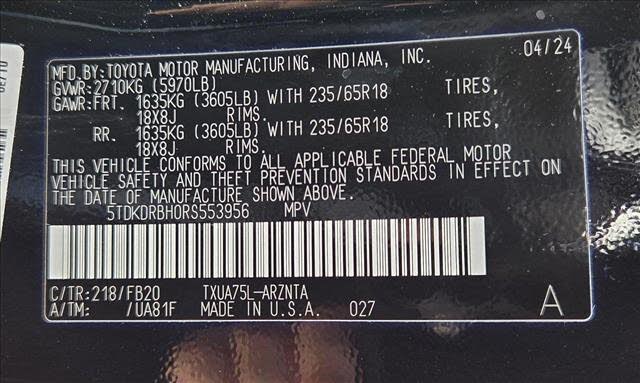 04/24
MFD.BY:TOYOTA MOTOR MANUFACTURING, INDIANA, INC.
GVWR:2710KG (5970LB)
GAWR:FRT. 1635KG (3605LB) WITH 235/65R18 TIRES,
18X8J RIMS.
RR. 1635KG (3605LB) WITH 235/65R18 TIRES,
18X8J RIMS.
THIS VEHICLE CONFORMS TO ALL APPLICABLE FEDERAL MOTOR
VEHICLE SAFETY AND THEFT PREVENTION STANDARDS IN EFFECT ON
THE DATE OF MANUFACTURE SHOWN ABOVE.
5TDKDRBH0RS553956 MPV
C/TR:218/FB20 TXUA75L-ARZNTA
A/TM: /UA81F MADE IN U.S.A. 027 A